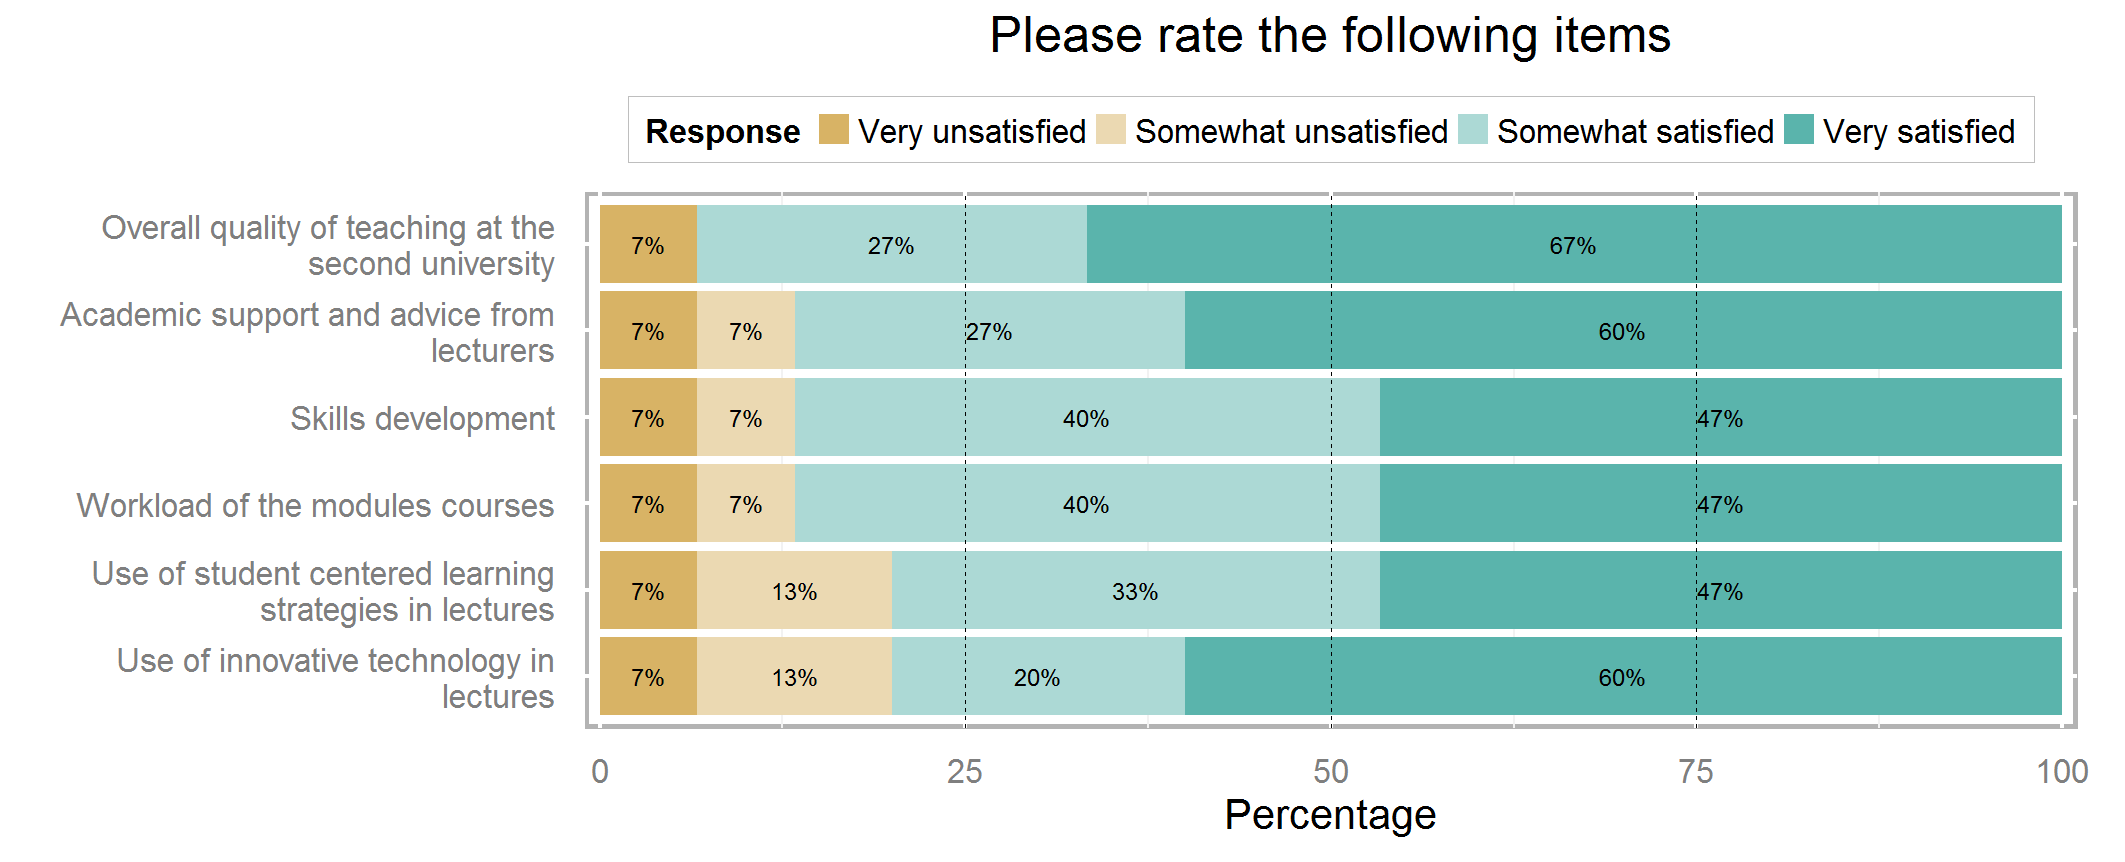 Please rate the following items
Response Very unsatisfied Somewhat unsatisfied Somewhat satisfied Very satisfied
Overall quality of teaching at the
second university
7% 27% 67%
Academic support and advice from
lecturers
7% 7% 27% 60%
Skills development
7% 7% 40% 47%
Workload of the modules courses
7% 7% 40% 47%
Use of student centered learning
strategies in lectures
7% 13% 33% 47%
Use of innovative technology in
lectures
7% 13% 20% 60%
0 25 50 75 100
Percentage